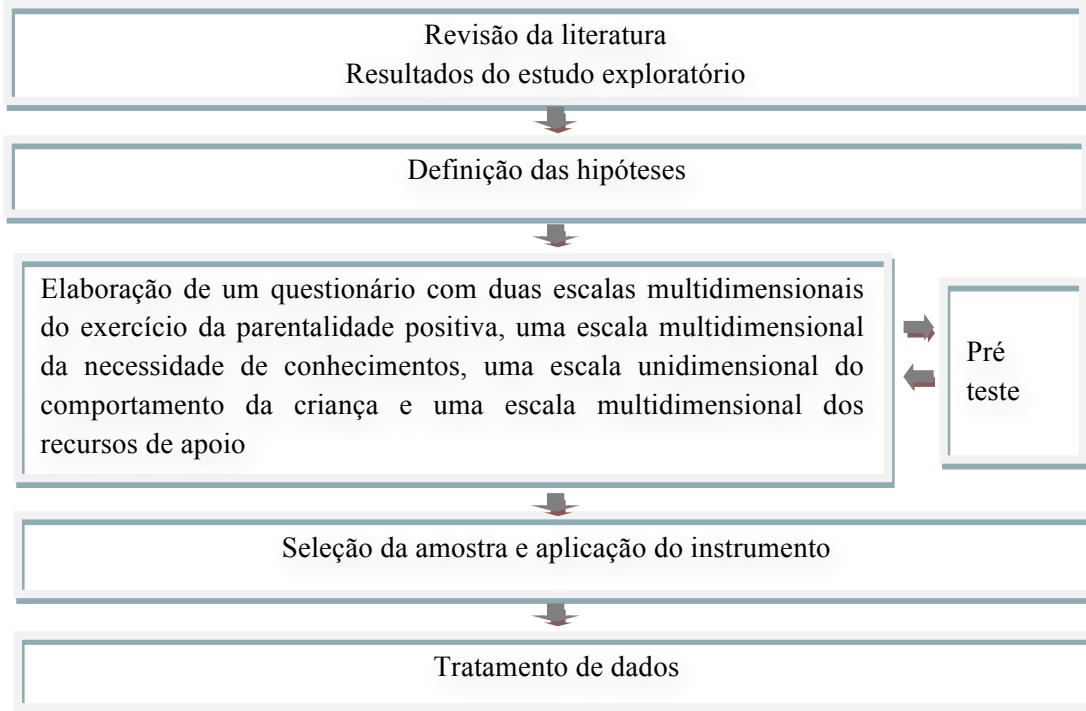 Revisão da literatura
Resultados do estudo exploratório
Definição das hipóteses
Elaboração de um questionário com duas escalas multidimensionais
do exercício da parentalidade positiva, uma escala multidimensional
da necessidade de conhecimentos, uma escala unidimensional do
comportamento da criança e uma escala multidimensional dos
recursos de apoio
Pré
teste
Seleção da amostra e aplicação do instrumento
Tratamento de dados